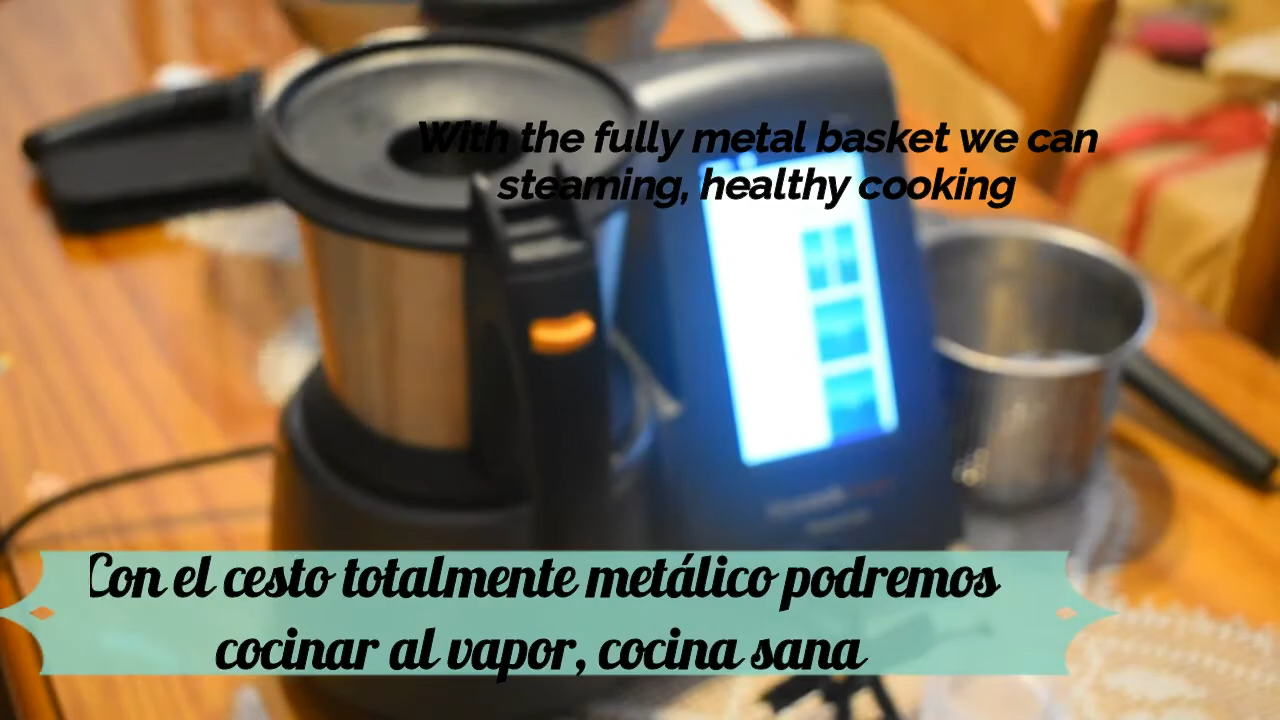 With the fully metal basket we can
steaming, healthy cooking
Con el cesto totalmente metálico podremos
cocinar al vapor, cocina sana